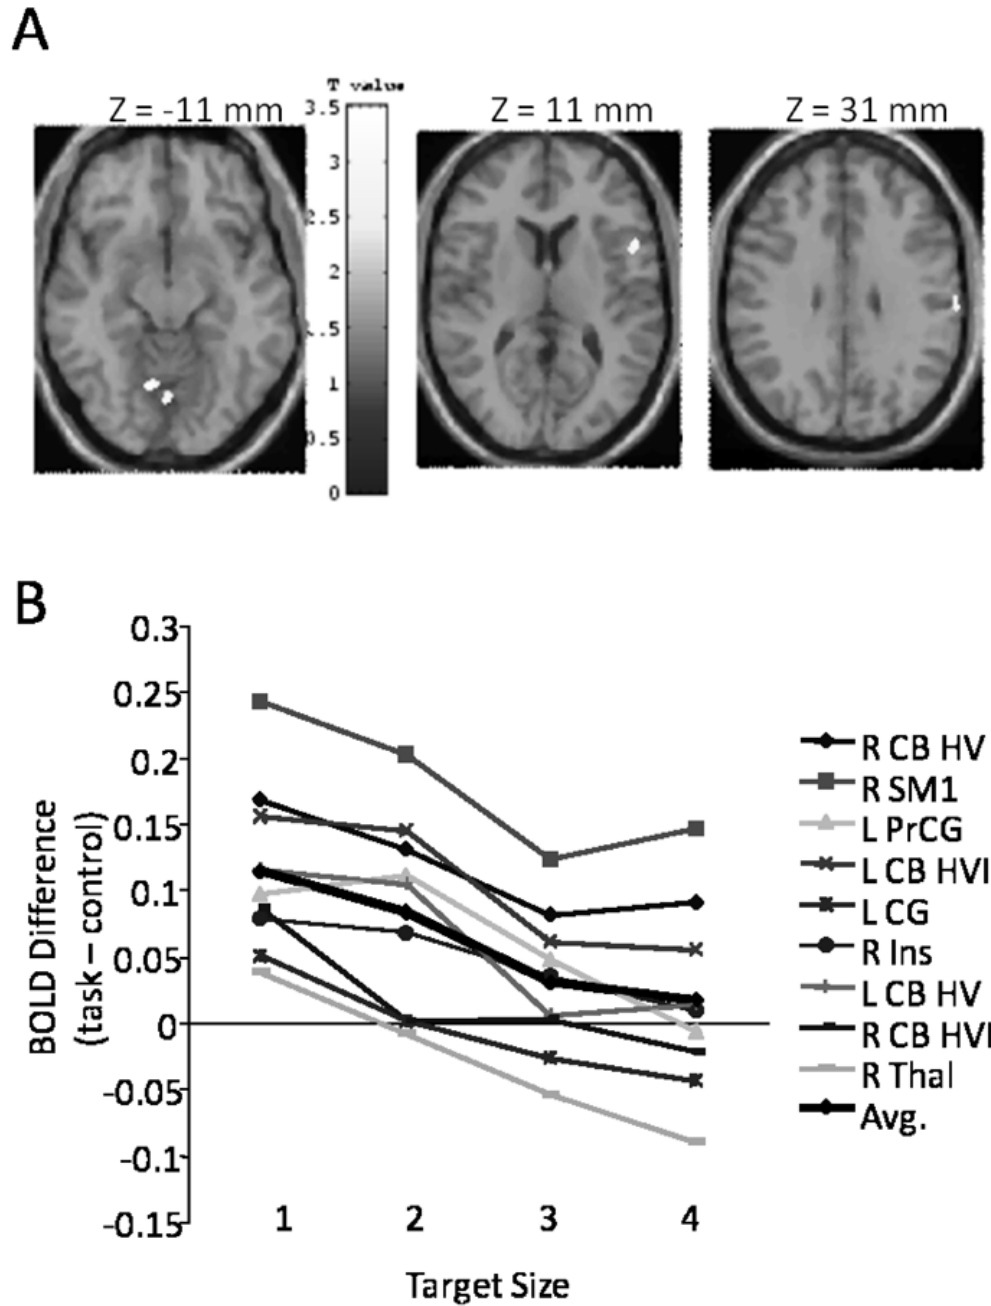 A
T value
Z = -11 mm
Z = 11 mm
Z = 31 mm
3.5
3
2.5
2
1.5
1
0.5
0
B
0.3
0.25
0.2
0.15
0.1
0.05
0
-0.05
-0.1
-0.15
BOLD Difference
(task – control)
1 2 3 4
Target Size
R CB HV
R SM1
L PrCG
L CB HVI
L CG
R Ins
L CB HV
R CB HVI
R Thal
Avg.